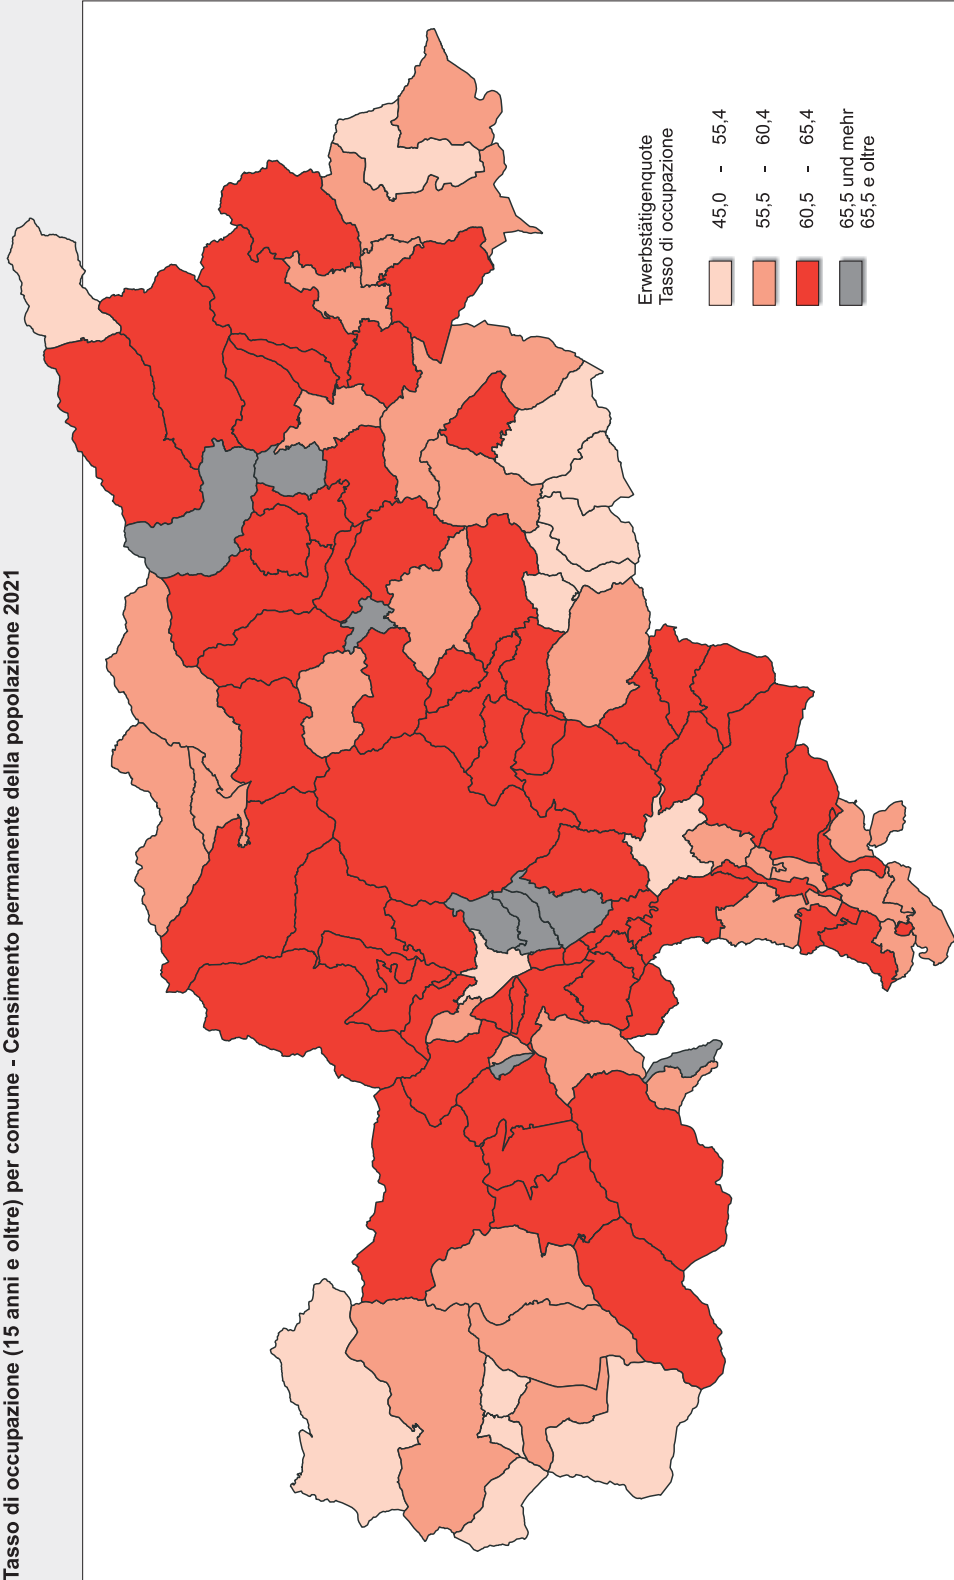 Tasso di occupazione (15 anni e oltre) per comune - Censimento permanente della popolazione 2021
Erwerbstätigenquote
Tasso di occupazione
45,0 - 55,4
55,5 - 60,4
60,5 - 65,4
65,5 und mehr
65,5 e oltre